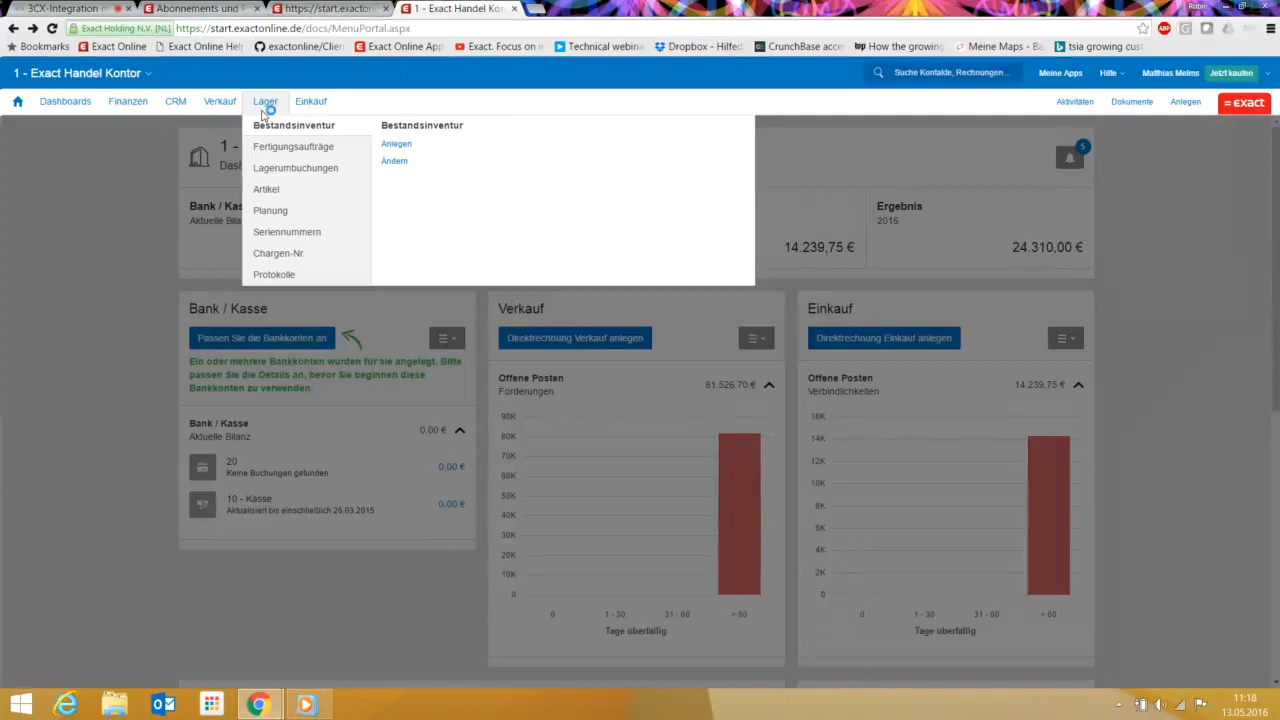 3CX-Integration
Abonnements und
https://start.exactor
1 - Exact Handel Kon
Robin
Exact Holding N.V. [NL]
https://start.exactonline.de/docs/MenuPortal.aspx
Bookmarks
Exact Online
Exact Online Help
exactonline/Clien
Exact Online App
Exact. Focus on
Technical webina
Dropbox - Hilfed
CrunchBase acce
How the growing
Meine Maps - Ba
tsia growing cust
1 - Exact Handel Kontor
Suche Kontakte, Rechnungen...
Meine Apps
Hilfe
Matthias Melms
Jetzt kaufen
Dashboards
Finanzen
CRM
Verkauf
Lager
Einkauf
Aktivitäten
Dokumente
Anlegen
=exact
Bestandsinventur
Fertigungsaufträge
Lagerumbuchungen
Artikel
Planung
Seriennummern
Chargen-Nr.
Protokolle
Bestandsinventur
Anlegen
Ändern
1 -
Das
5
Bank / Kas
Aktuelle Bila
14.239,75 €
Ergebnis
2016
24.310,00 €
Bank / Kasse
Passen Sie die Bankkonten an
Ein oder mehrere Bankkonten wurden für sie angelegt. Bitte
passen Sie die Details an, bevor Sie beginnen diese
Bankkonten zu verwenden.
Bank / Kasse
Aktuelle Bilanz
0,00 €
20
Keine Buchungen gefunden
0,00 €
10 - Kasse
Aktualisiert bis einschließlich 26.03.2015
0,00 €
Verkauf
Direktrechnung Verkauf anlegen
Offene Posten
Forderungen
81.526,70 €
90K
80K
70K
60K
50K
40K
30K
20K
10K
0
0
1 - 30
31 - 60
> 60
Tage überfällig
Einkauf
Direktrechnung Einkauf anlegen
Offene Posten
Verbindlichkeiten
14.239,75 €
16K
14K
12K
10K
8K
6K
4K
2K
0
0
1 - 30
31 - 60
> 60
Tage überfällig
11:18
13.05.2016